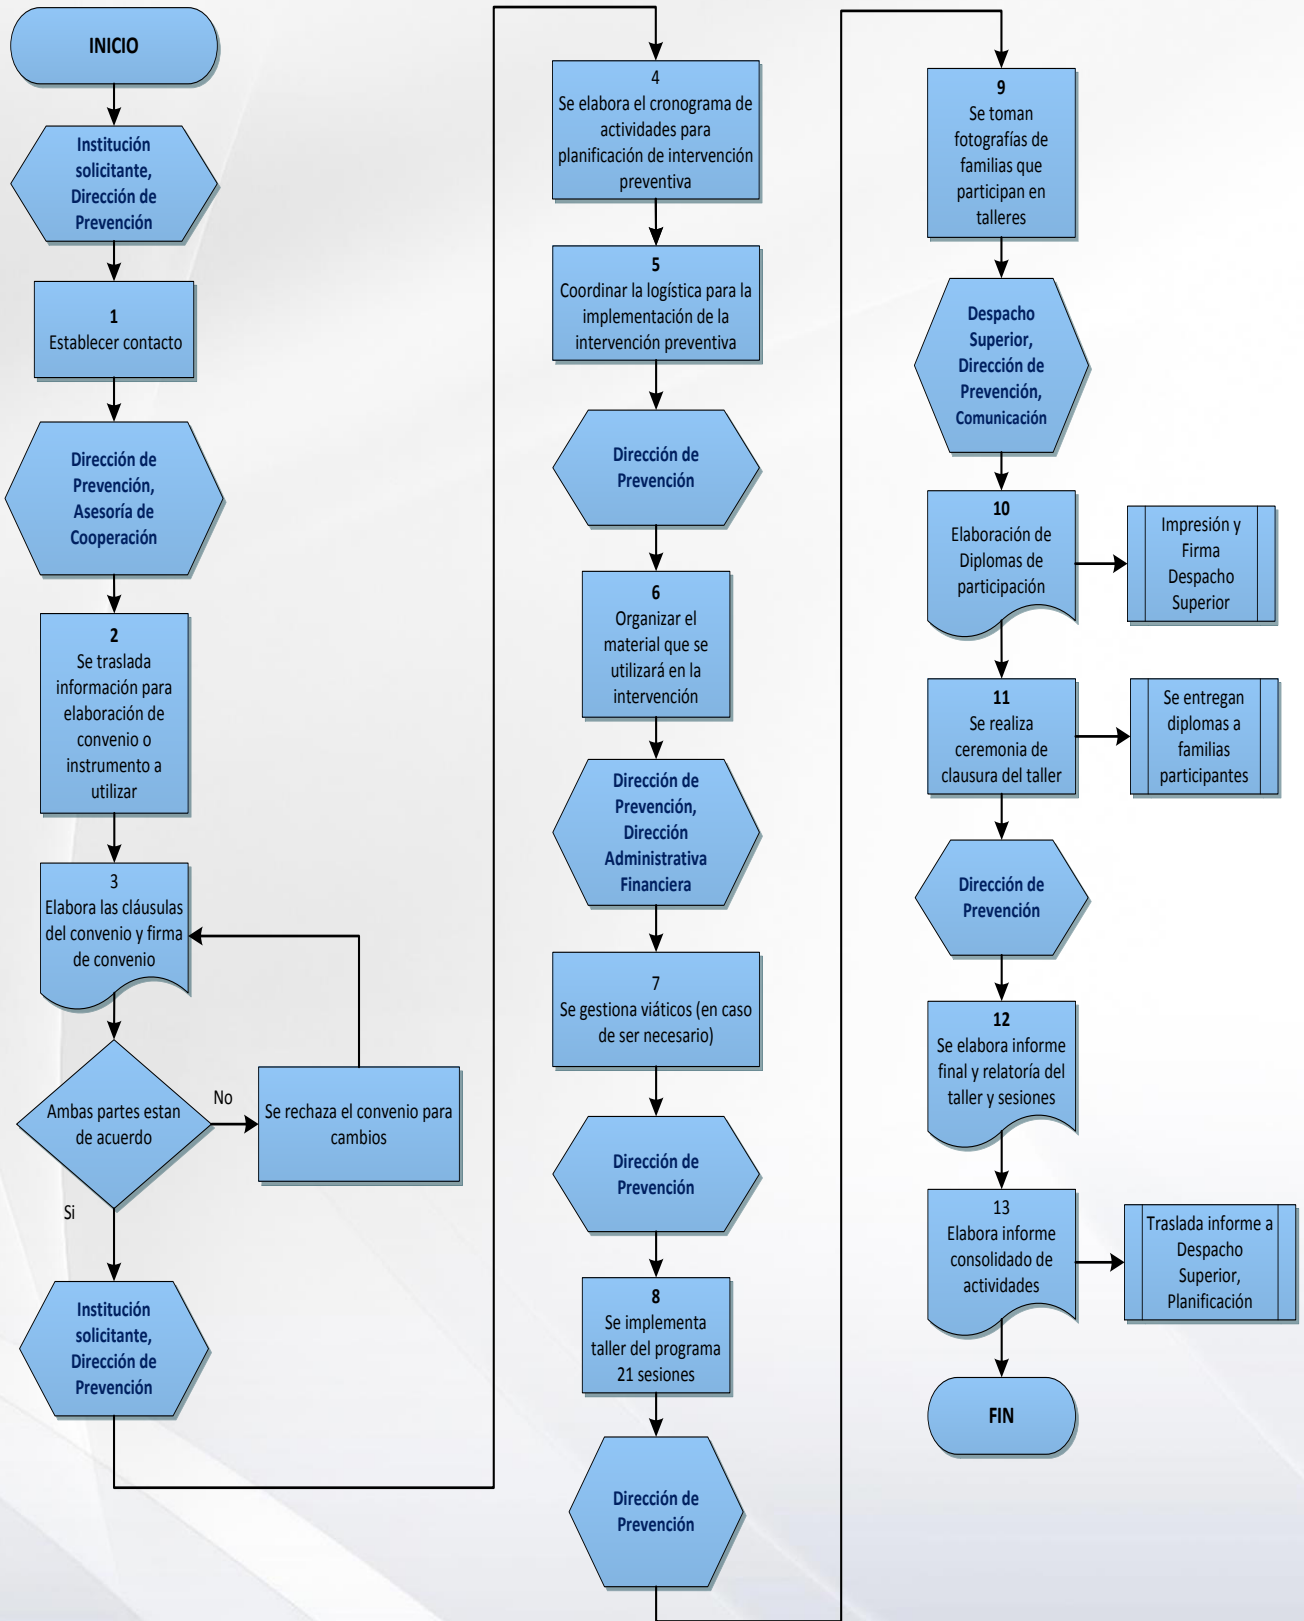 INICIO
Institución
solicitante,
Dirección de
Prevención
1
Establecer contacto
Dirección de
Prevención,
Asesoría de
Cooperación
2
Se traslada
información para
elaboración de
convenio o
instrumento a
utilizar
3
Elabora las cláusulas
del convenio y firma
de convenio
Ambas partes estan
de acuerdo
No
Se rechaza el convenio para
cambios
Si
Institución
solicitante,
Dirección de
Prevención
4
Se elabora el cronograma de
actividades para
planificación de intervención
preventiva
5
Coordinar la logística para la
implementación de la
intervención preventiva
Dirección de
Prevención
6
Organizar el
material que se
utilizará en la
intervención
Dirección de
Prevención,
Dirección
Administrativa
Financiera
7
Se gestiona viáticos (en caso
de ser necesario)
Dirección de
Prevención
8
Se implementa
taller del programa
21 sesiones
Dirección de
Prevención
9
Se toman
fotografías de
familias que
participan en
talleres
Despacho
Superior,
Dirección de
Prevención,
Comunicación
10
Elaboración de
Diplomas de
participación
Impresión y
Firma
Despacho
Superior
11
Se realiza
ceremonia de
clausura del taller
Se entregan
diplomas a
familias
participantes
Dirección de
Prevención
12
Se elabora informe
final y relatoría del
taller y sesiones
13
Elabora informe
consolidado de
actividades
Traslada informe a
Despacho
Superior,
Planificación
FIN